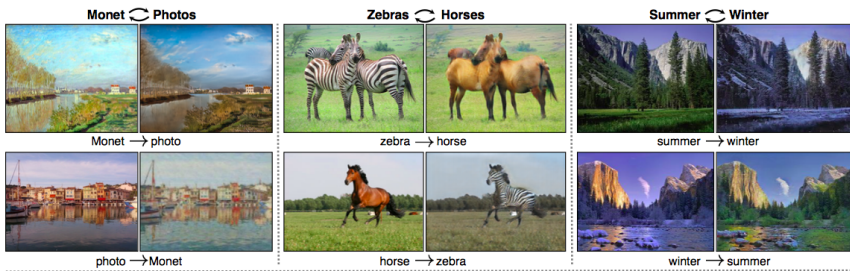 Monet Photos
Zebras Horses
Summer Winter
Monet → photo
zebra → horse
summer → winter
photo → Monet
horse → zebra
winter → summer